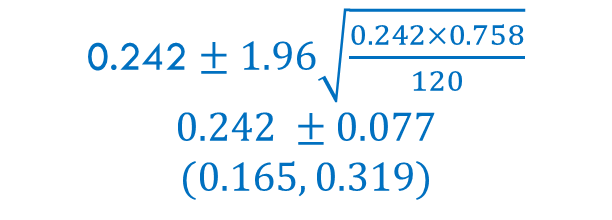 0.242 ± 1.96√(0.242×0.758/120)
0.242 ± 0.077
(0.165, 0.319)